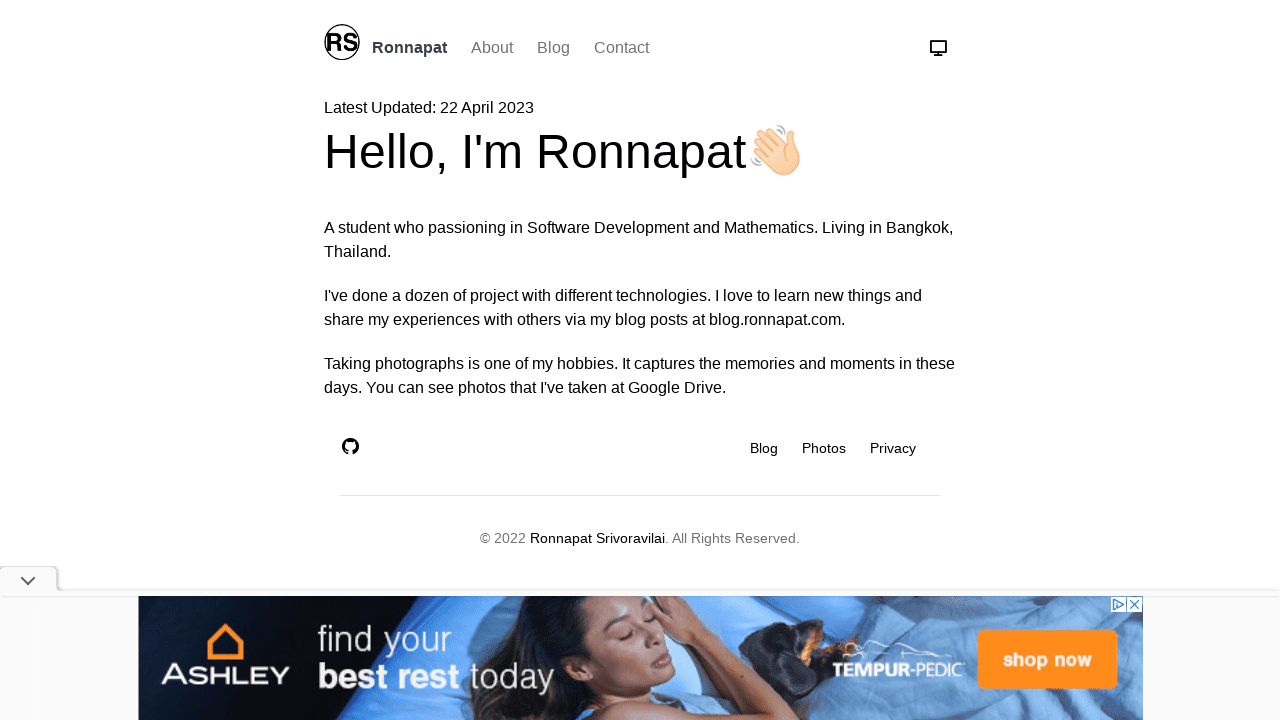 RS Ronnapat About Blog Contact
Latest Updated: 22 April 2023
Hello, I'm Ronnapat👋🏻
A student who passioning in Software Development and Mathematics. Living in Bangkok,
Thailand.
I've done a dozen of project with different technologies. I love to learn new things and
share my experiences with others via my blog posts at blog.ronnapat.com.
Taking photographs is one of my hobbies. It captures the memories and moments in these
days. You can see photos that I've taken at Google Drive.
Blog Photos Privacy
© 2022 Ronnapat Srivoravilai. All Rights Reserved.
ASHLEY
find your
best rest today
TEMPUR-PEDIC
shop now